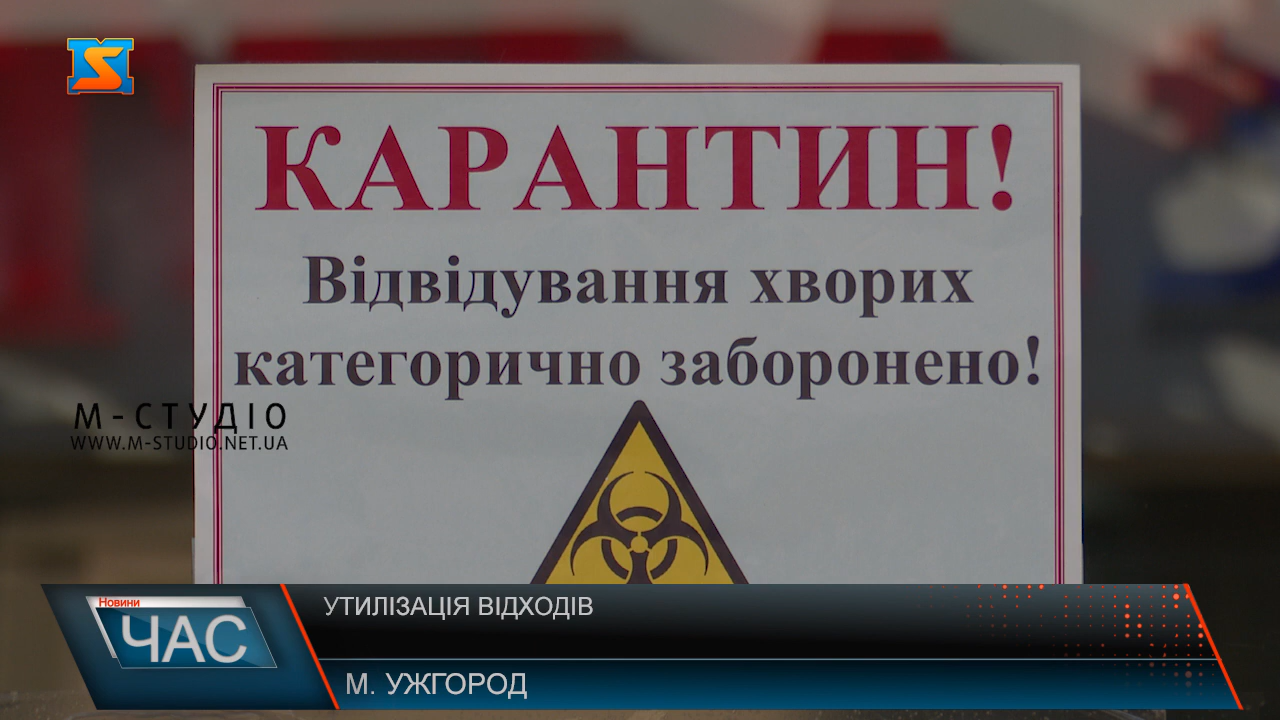 КАРАНТИН!
Відвідування хворих
категорично заборонено!
М-СТУДІО
WWW.M-STUDIO.NET.UA
Новини
ЧАС
УТИЛІЗАЦІЯ ВІДХОДІВ
М. УЖГОРОД